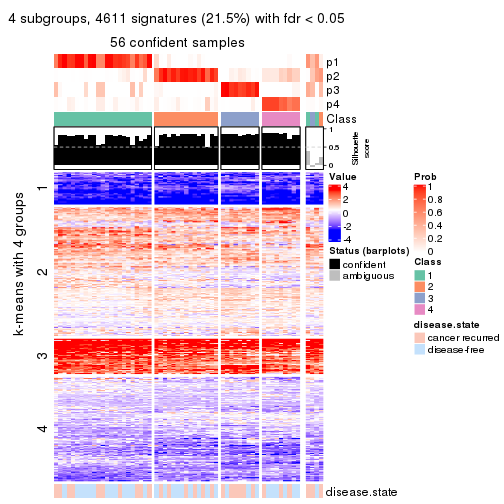 4 subgroups, 4611 signatures (21.5%) with fdr < 0.05
56 confident samples
p1
p2
p3
p4
Class
1
0.5
0
Silhouette score
k-means with 4 groups
1
2
3
4
disease.state
Value
4
2
0
-2
-4
Status (barplots)
confident
ambiguous
Prob
1
0.8
0.6
0.4
0.2
0
Class
1
2
3
4
disease.state
cancer recurred
disease-free